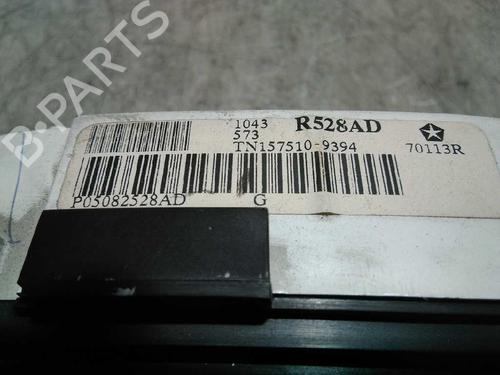 B-PARTS
1043 R528AD
573
TN157510-9394 70113R
P05082528AD G